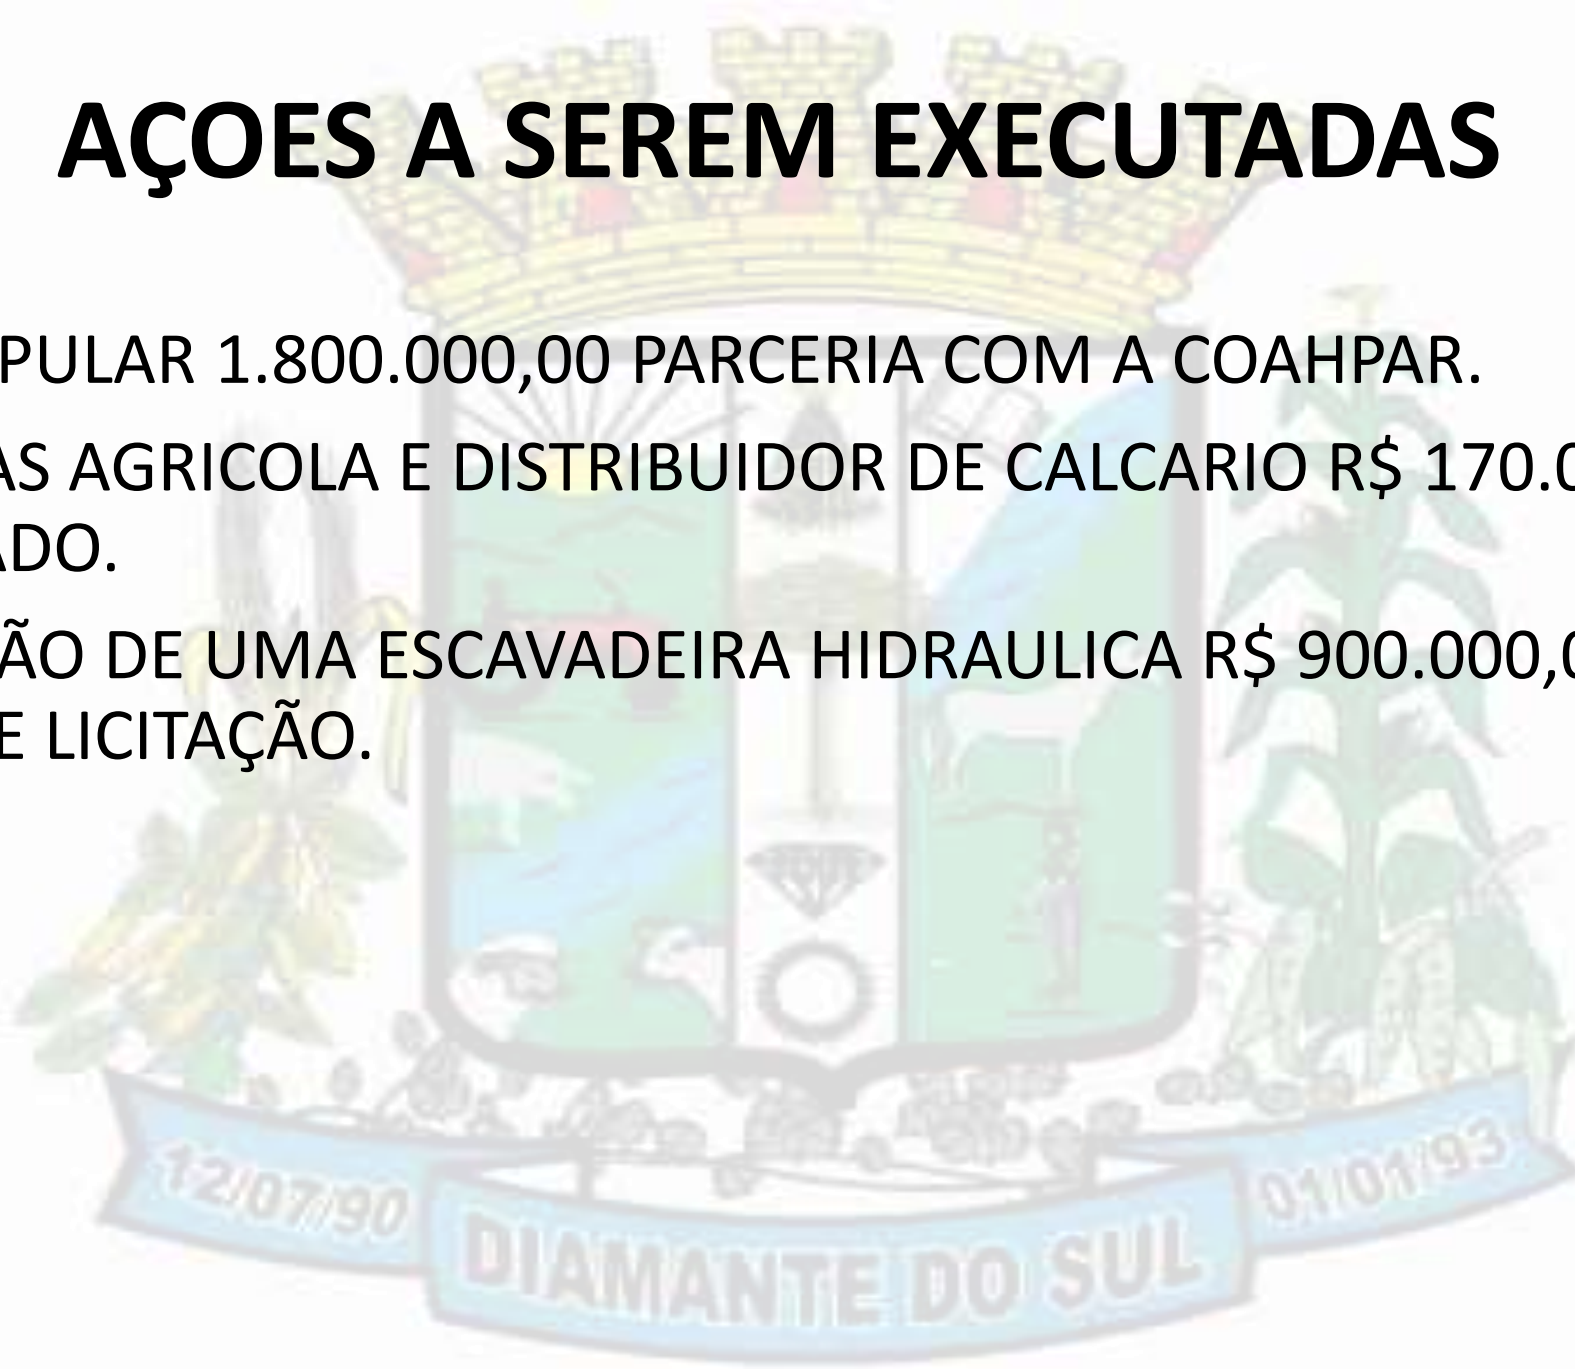 AÇOES A SEREM EXECUTADAS
PULAR 1.800.000,00 PARCERIA COM A COAHPAR.
AS AGRICOLA E DISTRIBUIDOR DE CALCARIO R$ 170.0
ADO.
ÃO DE UMA ESCAVADEIRA HIDRAULICA R$ 900.000,0
E LICITAÇÃO.
12/07/90
DIAMANTE DO SUL
01/01/93